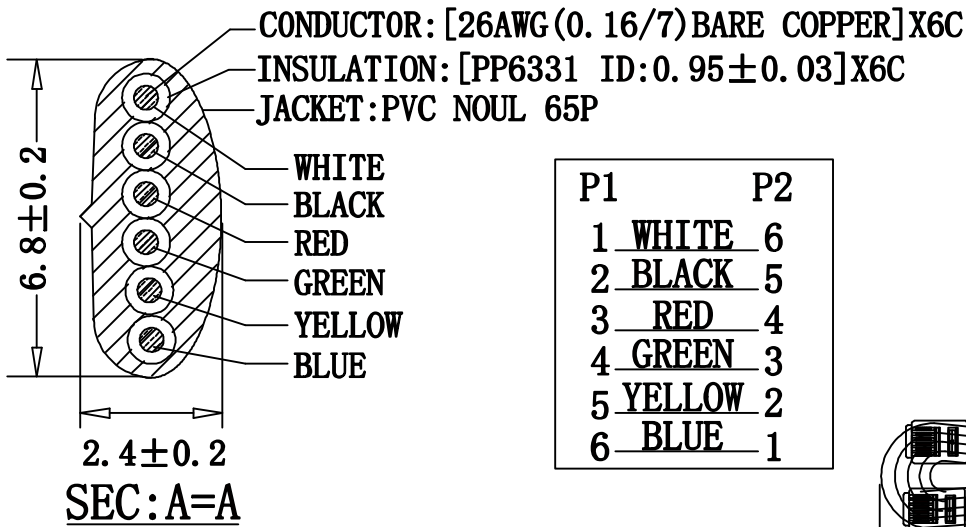 CONDUCTOR:[26AWG(0.16/7)BARE COPPER]X6C
INSULATION:[PP6331 ID:0.95±0.03]X6C
JACKET:PVC NOUL 65P
WHITE
BLACK
RED
GREEN
YELLOW
BLUE
6.8±0.2
2.4±0.2
SEC:A=A
P1 P2
1 WHITE 6
2 BLACK 5
3 RED 4
4 GREEN 3
5 YELLOW 2
6 BLUE 1